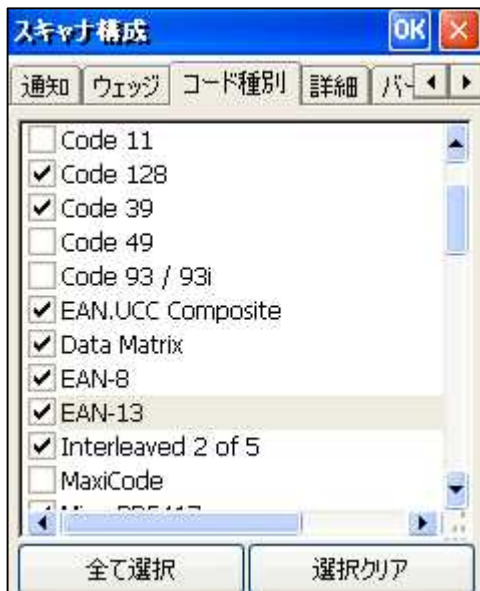 スキャナ構成 OK
通知 ウェッジ コード種別 詳細 バー
Code 11
Code 128
Code 39
Code 49
Code 93 / 93i
EAN.UCC Composite
Data Matrix
EAN-8
EAN-13
Interleaved 2 of 5
MaxiCode
全て選択 選択クリア